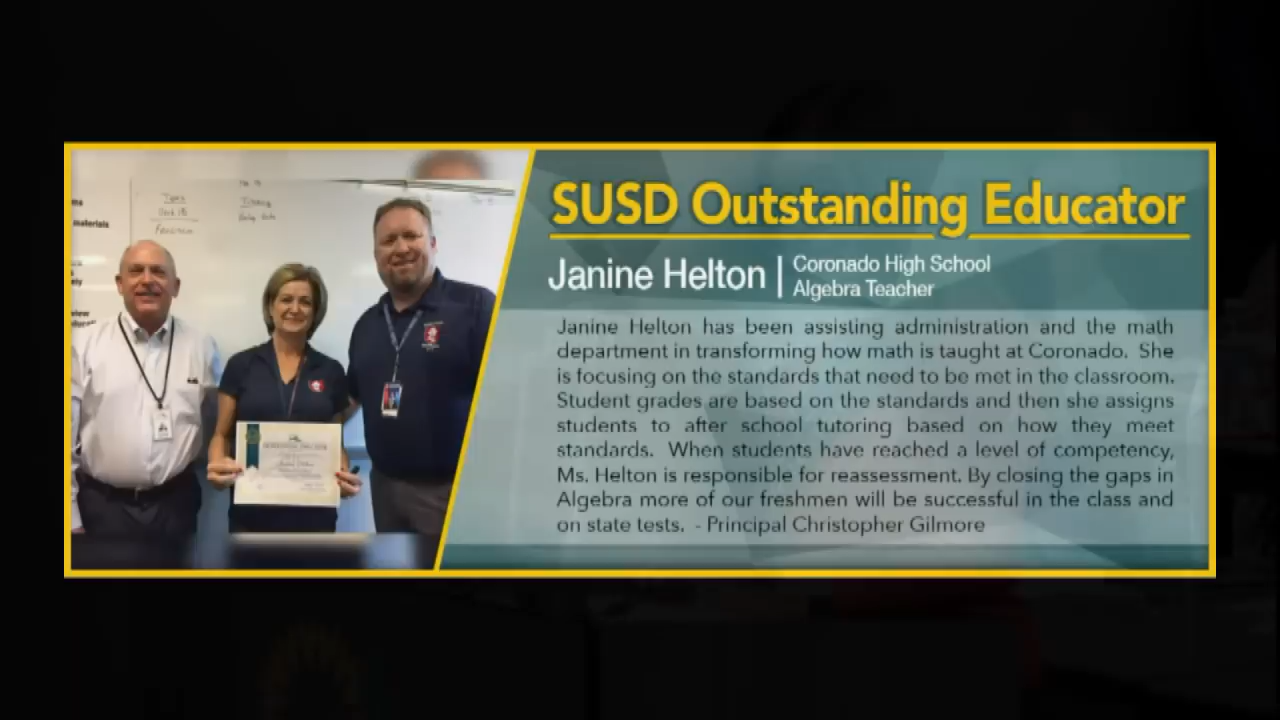 materials
SUSD Outstanding Educator
Janine Helton
Coronado High School
Algebra Teacher
Janine Helton has been assisting administration and the math
department in transforming how math is taught at Coronado. She
is focusing on the standards that need to be met in the classroom.
Student grades are based on the standards and then she assigns
students to after school tutoring based on how they meet
standards. When students have reached a level of competency,
Ms. Helton is responsible for reassessment. By closing the gaps in
Algebra more of our freshmen will be successful in the class and
on state tests. - Principal Christopher Gilmore